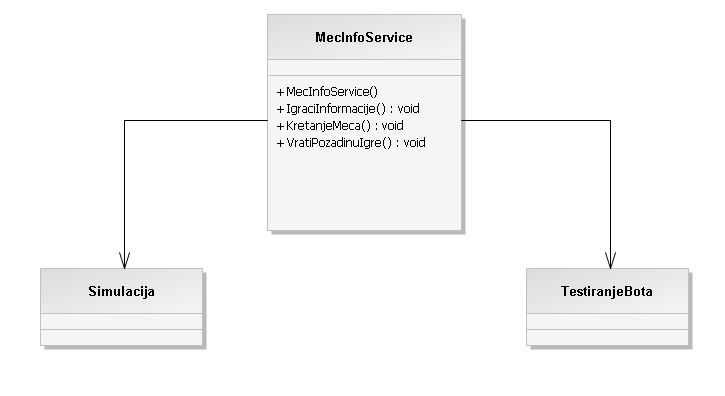 MecInfoService
+ MecInfoService()
+ IgraciInformacije() : void
+ KretanjeMeca() : void
+ VratiPozadinuIgre() : void
Simulacija
TestiranjeBota